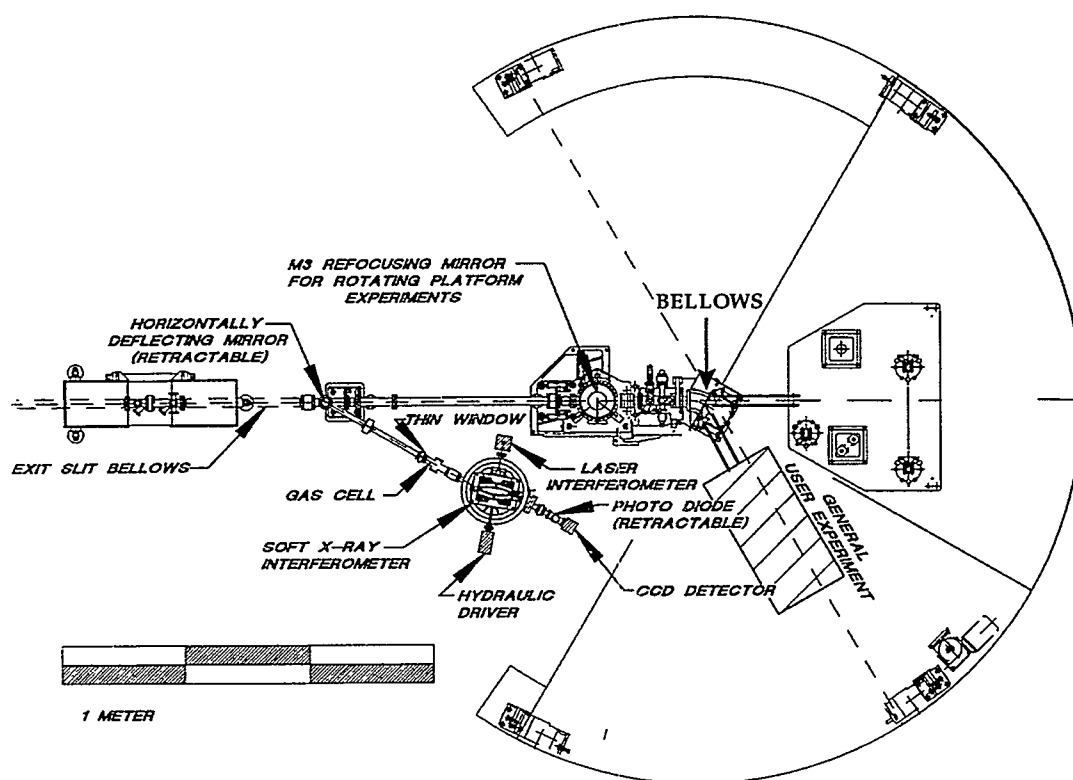 M3 REFOCUSING MIRROR
FOR ROTATING PLATFORM
EXPERIMENTS
BELLOWS
HORIZONTALLY
DEFLECTING MIRROR
(RETRACTABLE)
THIN WINDOW
EXIT SLIT BELLOWS
GAS CELL
LASER
INTERFEROMETER
PHOTO DIODE
(RETRACTABLE)
GENERAL
USER EXPERIMENT
SOFT X-RAY
INTERFEROMETER
HYDRAULIC
DRIVER
CCD DETECTOR
1 METER